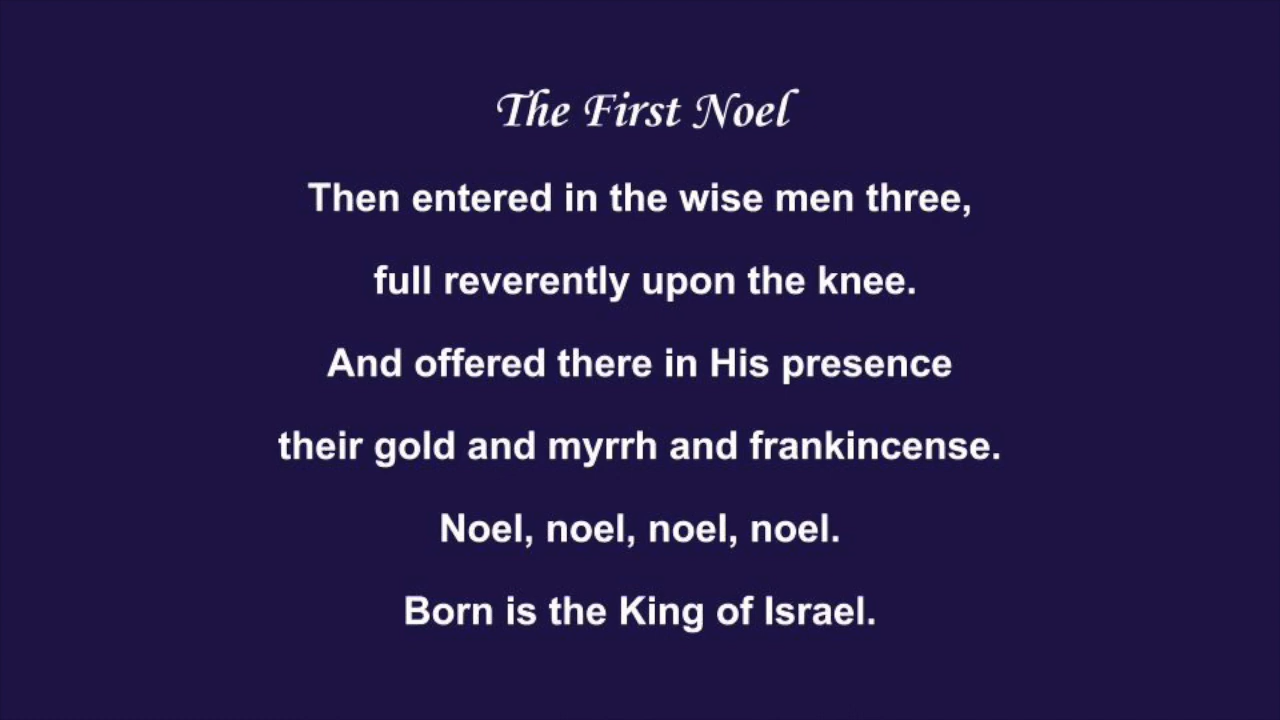 The First Noel
Then entered in the wise men three,
full reverently upon the knee.
And offered there in His presence
their gold and myrrh and frankincense.
Noel, noel, noel, noel.
Born is the King of Israel.